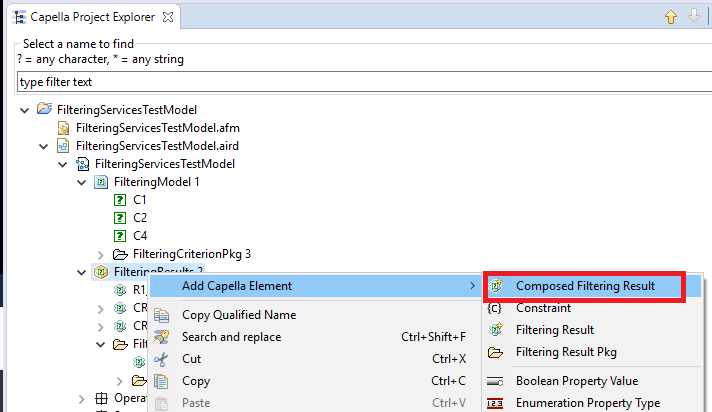 Capella Project Explorer
Select a name to find
? = any character, * = any string
type filter text
FilteringServicesTestModel
FilteringServicesTestModel.afm
FilteringServicesTestModel.aird
FilteringServicesTestModel
FilteringModel 1
C1
C2
C4
FilteringCriterionPkg 3
FilteringResults 2
R1
CR
CR
Filt
Operat
Add Capella Element
Copy Qualified Name
Search and replace Ctrl+Shift+F
Cut Ctrl+X
Copy Ctrl+C
Paste Ctrl+V
Composed Filtering Result
Constraint
Filtering Result
Filtering Result Pkg
Boolean Property Value
Enumeration Property Type